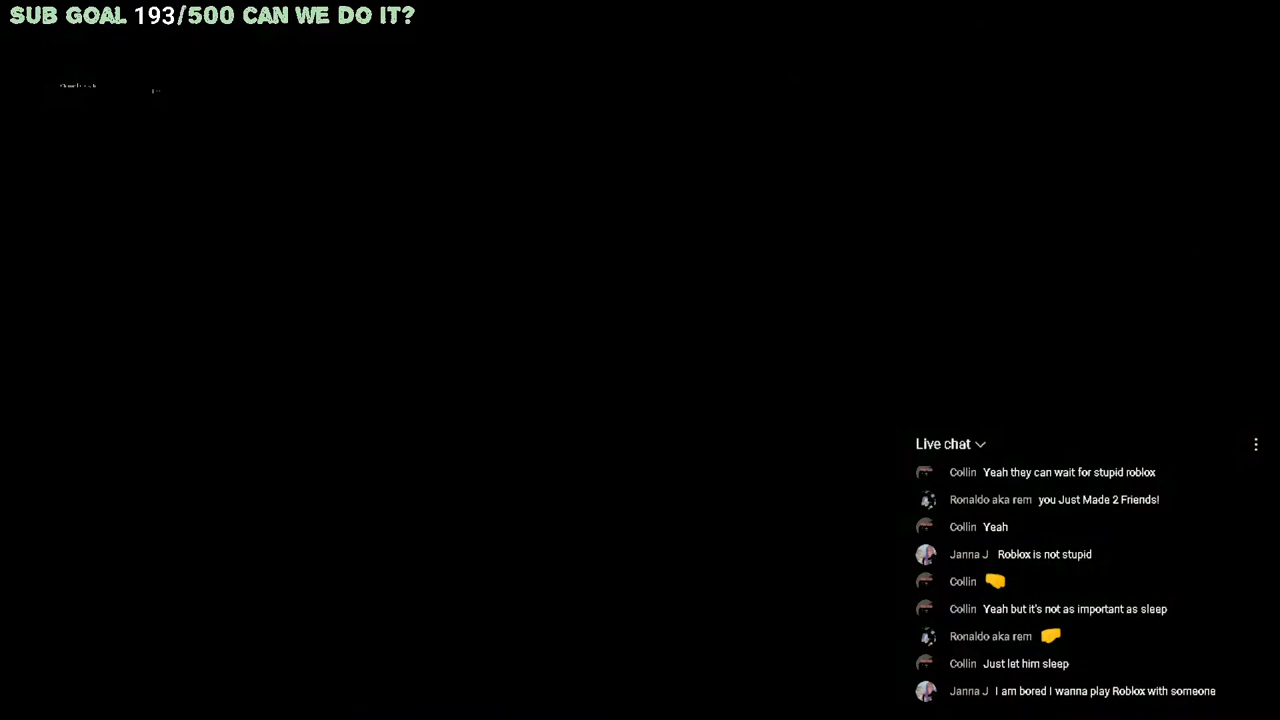 SUB GOAL 193/500 CAN WE DO IT?
Live chat
Collin Yeah they can wait for stupid roblox
Ronaldo aka rem you Just Made 2 Friends!
Collin Yeah
Janna J Roblox is not stupid
Collin 🤜
Collin Yeah but it's not as important as sleep
Ronaldo aka rem 🤛
Collin Just let him sleep
Janna J I am bored I wanna play Roblox with someone